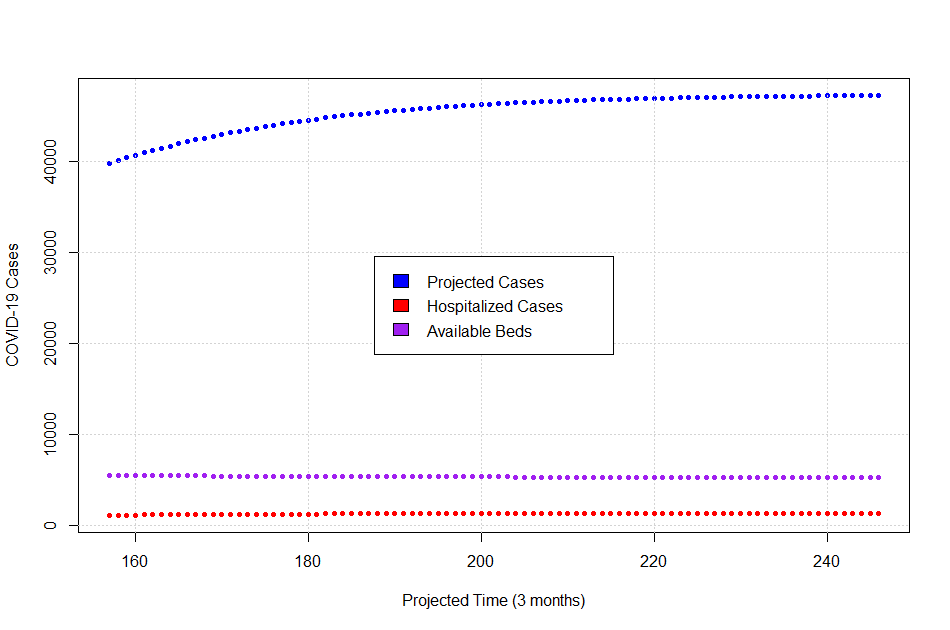 COVID-19 Cases
40000
30000
20000
10000
0
Projected Cases
Hospitalized Cases
Available Beds
160
180
200
220
240
Projected Time (3 months)